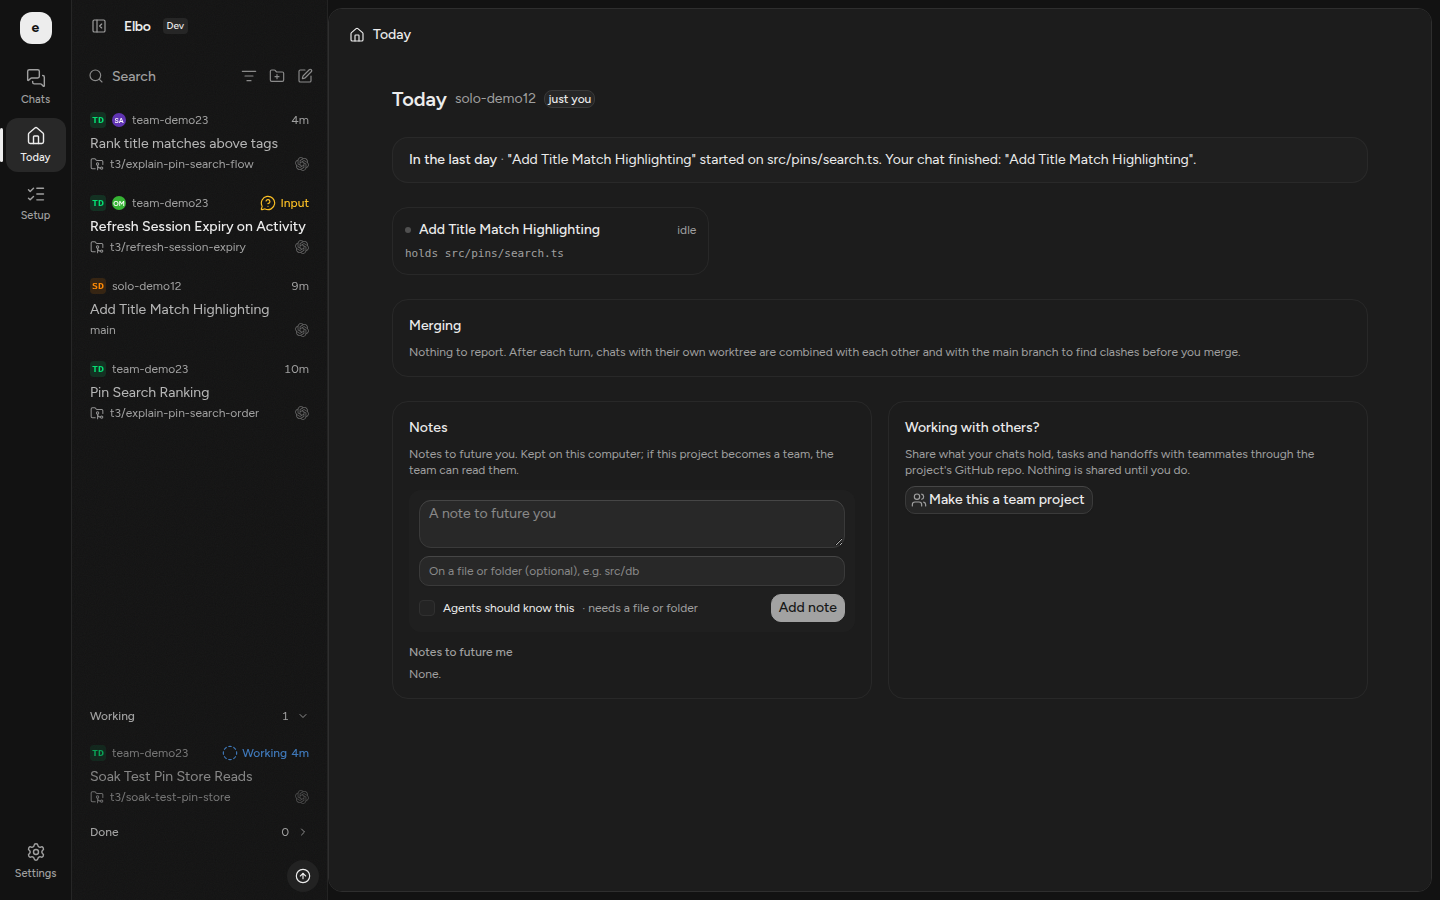 e
Chats
Today
Setup
Settings
Elbo Dev
Search
TD SA team-demo23 4m
Rank title matches above tags
t3/explain-pin-search-flow
TD OM team-demo23 Input
Refresh Session Expiry on Activity
t3/refresh-session-expiry
SD solo-demo12 9m
Add Title Match Highlighting
main
TD team-demo23 10m
Pin Search Ranking
t3/explain-pin-search-order
Working 1
TD team-demo23 Working 4m
Soak Test Pin Store Reads
t3/soak-test-pin-store
Done 0
Today
Today solo-demo12 just you
In the last day · "Add Title Match Highlighting" started on src/pins/search.ts. Your chat finished: "Add Title Match Highlighting".
Add Title Match Highlighting idle
holds src/pins/search.ts
Merging
Nothing to report. After each turn, chats with their own worktree are combined with each other and with the main branch to find clashes before you merge.
Notes
Notes to future you. Kept on this computer; if this project becomes a team, the
team can read them.
A note to future you
On a file or folder (optional), e.g. src/db
Agents should know this · needs a file or folder Add note
Notes to future me
None.
Working with others?
Share what your chats hold, tasks and handoffs with teammates through the
project's GitHub repo. Nothing is shared until you do.
Make this a team project